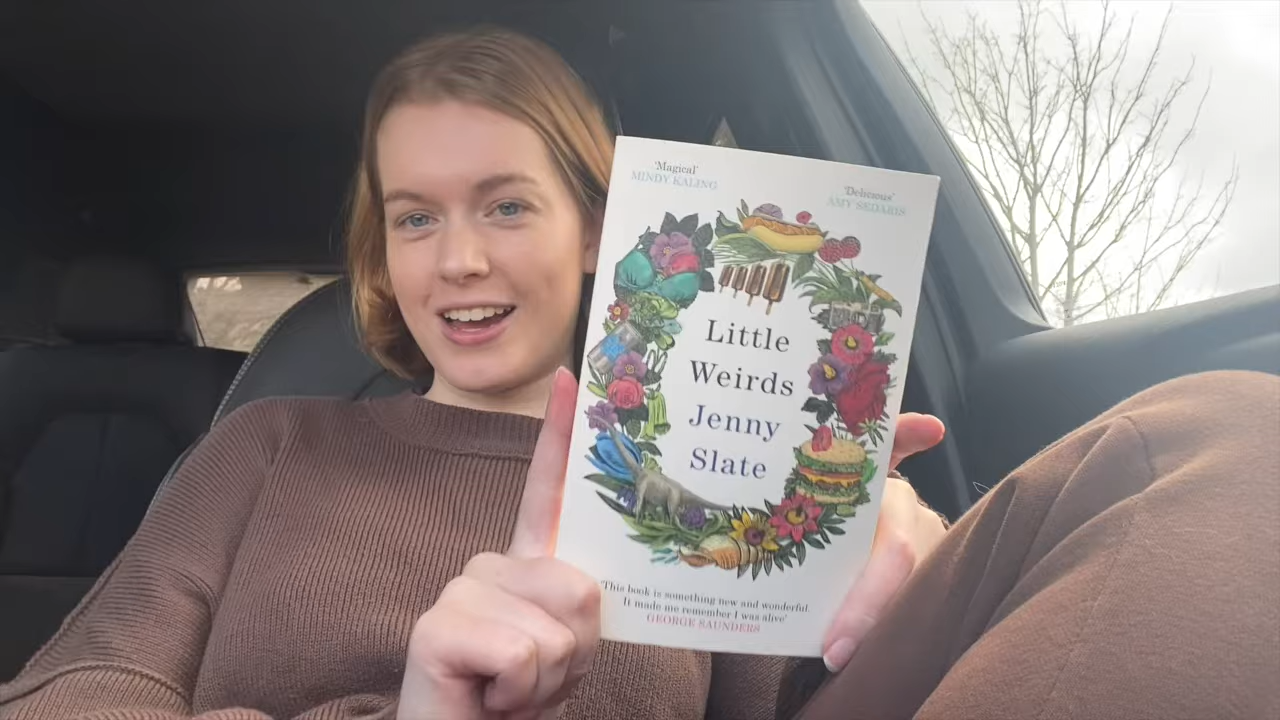 'Magical'
MINDY KALING
'Delicious'
AMY SEDARIS
Little
Weirds
Jenny
Slate
'This book is something new and wonderful.
It made me remember I was alive'
GEORGE SAUNDERS